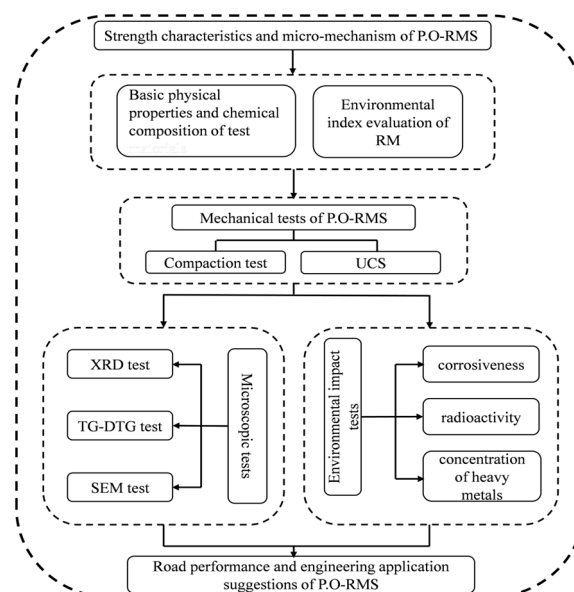 Strength characteristics and micro-mechanism of P.O-RMS
Basic physical
properties and chemical
composition of test
Environmental
index evaluation of
RM
Mechanical tests of P.O-RMS
Compaction test
UCS
XRD test
TG-DTG test
SEM test
Microscopic tests
Environmental impact
tests
corrosiveness
radioactivity
concentration
of heavy
metals
Road performance and engineering application
suggestions of P.O-RMS